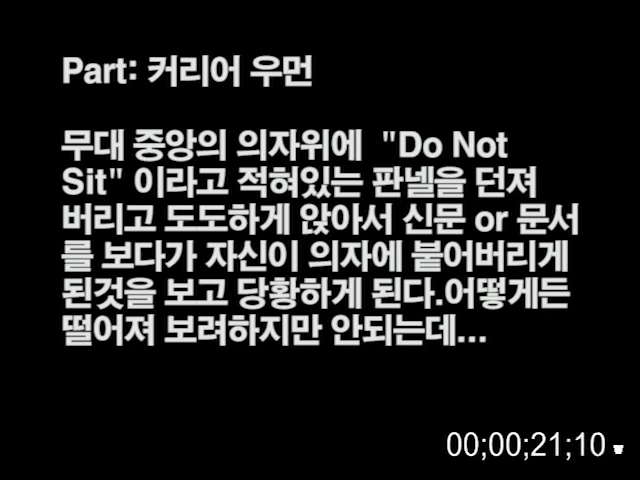 Part: 커리어 우먼
무대 중앙의 의자위에 "Do Not
Sit" 이라고 적혀있는 판넬을 던져
버리고 도도하게 앉아서 신문 or 문서
를 보다가 자신이 의자에 붙어버리게
된것을 보고 당황하게 된다.어떻게든
떨어져 보려하지만 안되는데...
00;00;21;10